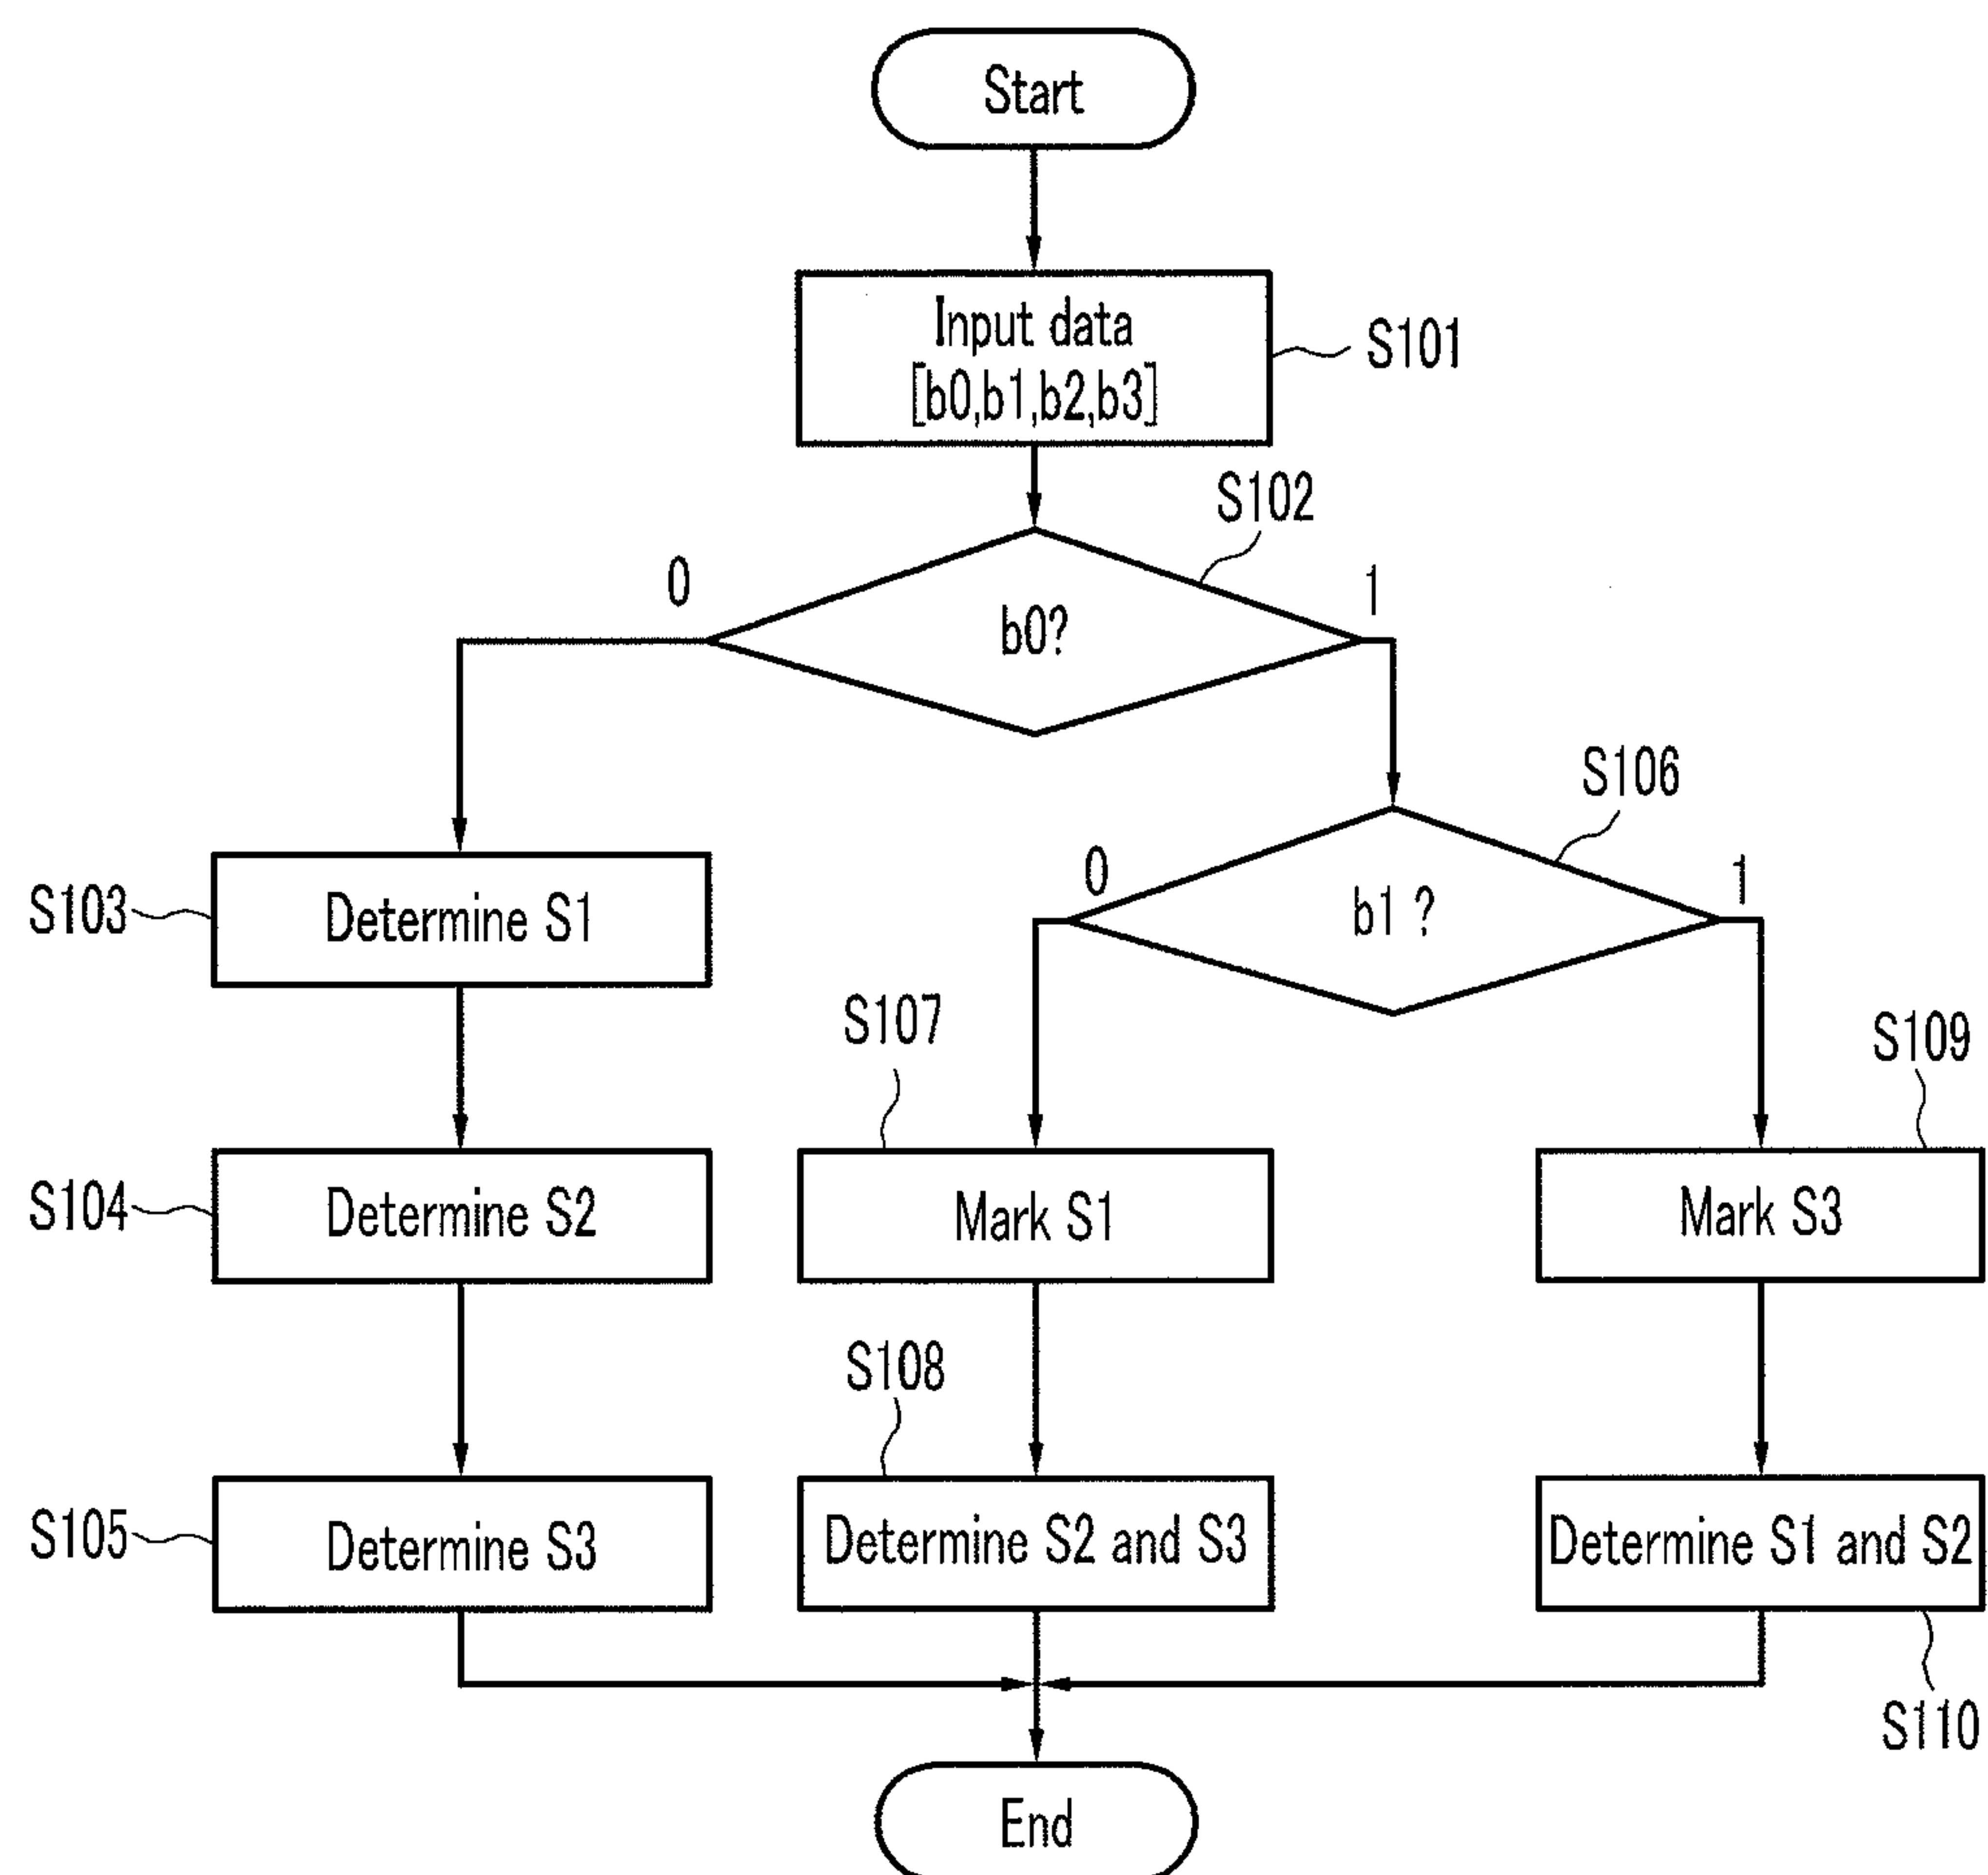 Start
Input data
[b0,b1,b2,b3]
S101
S102
0
1
b0?
S106
0
1
b1 ?
S103
Determine S1
S107
S109
S104
Determine S2
Mark S1
Mark S3
S108
S105
Determine S3
Determine S2 and S3
Determine S1 and S2
S110
End